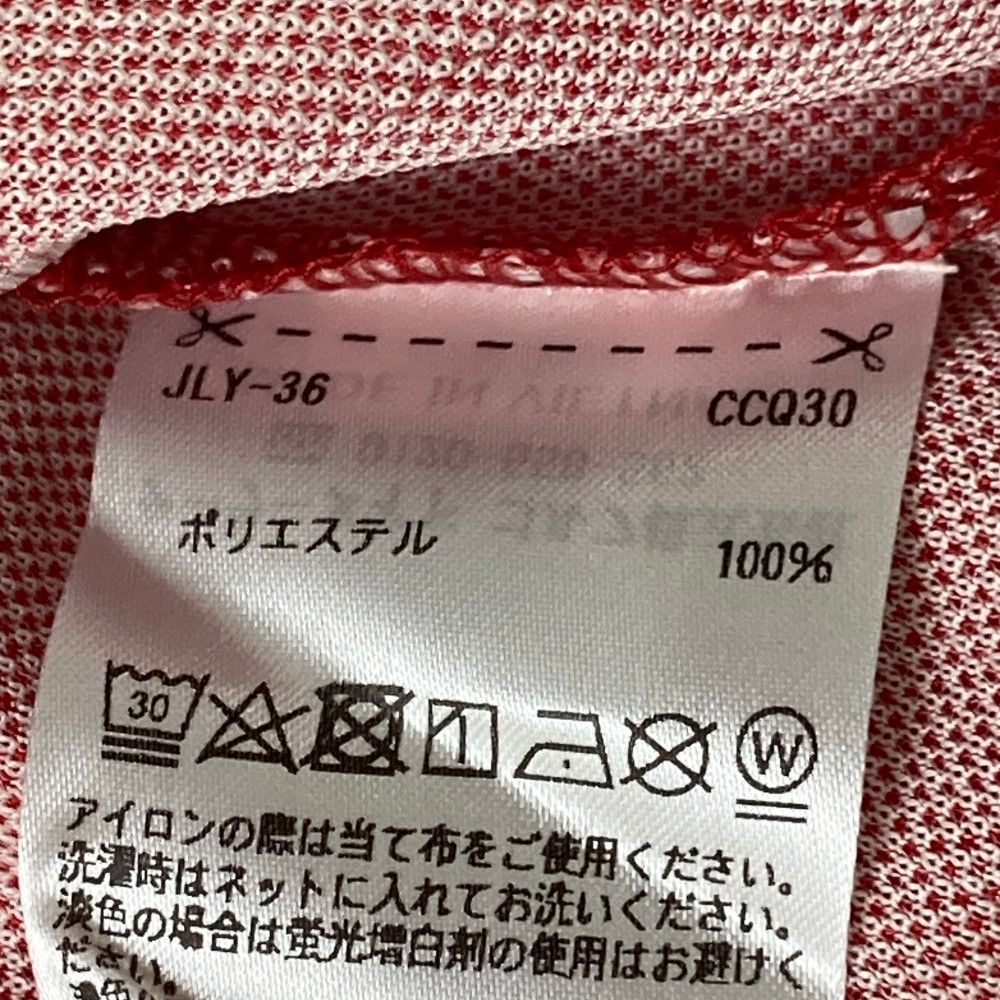 JLY-36 CCQ30
ポリエステル 100%
30 W
アイロンの際は当て布をご使用ください。
洗濯時はネットに入れてお洗いください。
淡色の場合は蛍光増白剤の使用はお避けく
ださい。